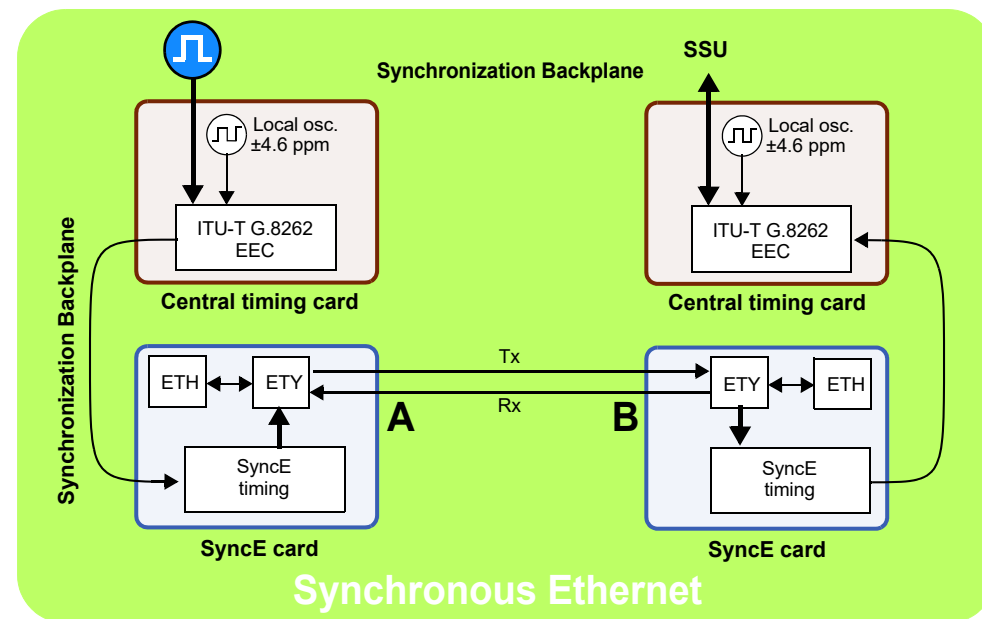 Synchronization Backplane
SSU
Local osc.
±4.6 ppm
ITU-T G.8262
EEC
Central timing card
Local osc.
±4.6 ppm
ITU-T G.8262
EEC
Central timing card
Synchronization Backplane
ETH
ETY
Tx
Rx
A
B
ETY
ETH
SyncE
timing
SyncE
timing
SyncE card
SyncE card
Synchronous Ethernet